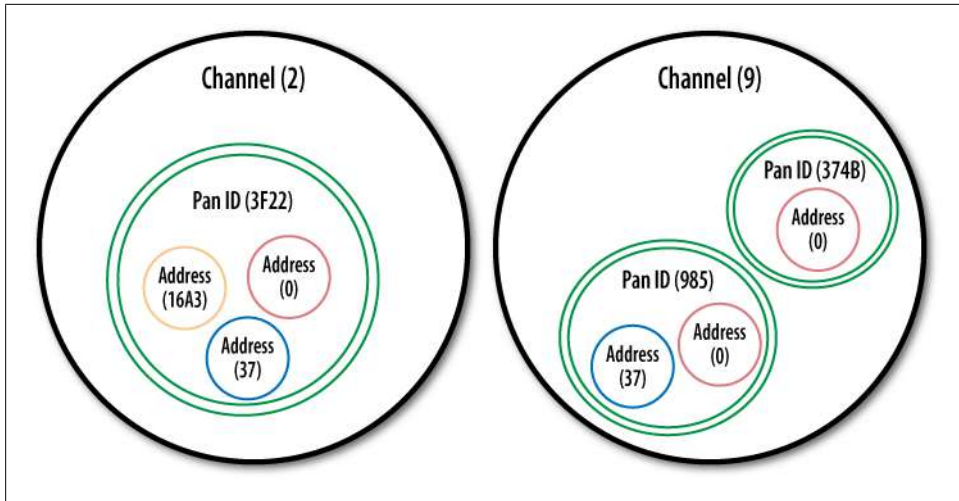 Channel (2)
Pan ID (3F22)
Address
(16A3)
Address
(0)
Address
(37)
Channel (9)
Pan ID (374B)
Address
(0)
Pan ID (985)
Address
(37)
Address
(0)